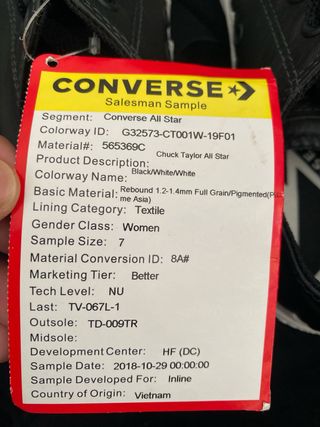 CONVERSE
Salesman Sample
Segment: Converse All Star
Colorway ID: G32573-CT001W-19F01
Material#: 565369C
Product Description: Chuck Taylor All Star
Colorway Name: Black/White/White
Basic Material: Rebound 1.2-1.4mm Full Grain/Pigmented(P me Asia)
Lining Category: Textile
Gender Class: Women
Sample Size: 7
Material Conversion ID: 8A#
Marketing Tier: Better
Tech Level: NU
Last: TV-067L-1
Outsole: TD-009TR
Midsole:
Development Center: HF (DC)
Sample Date: 2018-10-29 00:00:00
Sample Developed For: Inline
Country of Origin: Vietnam